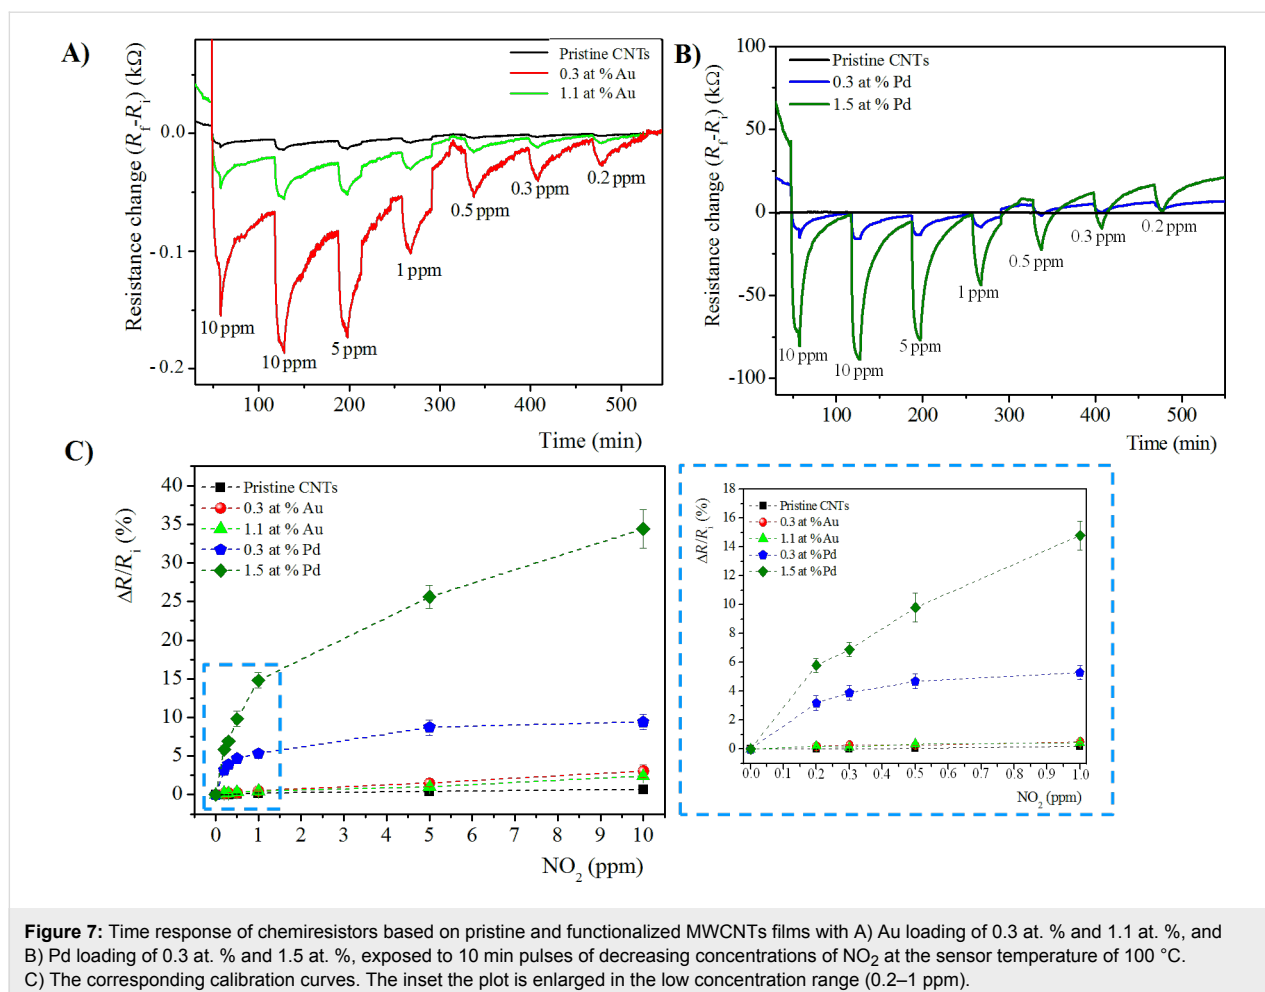 A)
Resistance change (Rf-Ri) (kΩ)
0.0
-0.1
-0.2
Pristine CNTs
0.3 at % Au
1.1 at % Au
10 ppm
10 ppm
5 ppm
1 ppm
0.5 ppm
0.3 ppm
0.2 ppm
100 200 300 400 500
Time (min)
B)
Resistance change (Rf-Ri) (kΩ)
100
50
0
-50
-100
Pristine CNTs
0.3 at % Pd
1.5 at % Pd
10 ppm
10 ppm
5 ppm
1 ppm
0.5 ppm
0.3 ppm
0.2 ppm
100 200 300 400 500
Time (min)
C)
ΔR/Ri (%)
40
35
30
25
20
15
10
5
0
Pristine CNTs
0.3 at % Au
1.1 at % Au
0.3 at % Pd
1.5 at % Pd
0 1 2 3 4 5 6 7 8 9 10
NO2 (ppm)
ΔR/Ri (%)
18
16
14
12
10
8
6
4
2
0
Pristine CNTs
0.3 at % Au
1.1 at % Au
0.3 at % Pd
1.5 at % Pd
0.0 0.1 0.2 0.3 0.4 0.5 0.6 0.7 0.8 0.9 1.0
NO2 (ppm)
Figure 7: Time response of chemiresistors based on pristine and functionalized MWCNTs films with A) Au loading of 0.3 at. % and 1.1 at. %, and
B) Pd loading of 0.3 at. % and 1.5 at. %, exposed to 10 min pulses of decreasing concentrations of NO2 at the sensor temperature of 100 °C.
C) The corresponding calibration curves. The inset the plot is enlarged in the low concentration range (0.2–1 ppm).